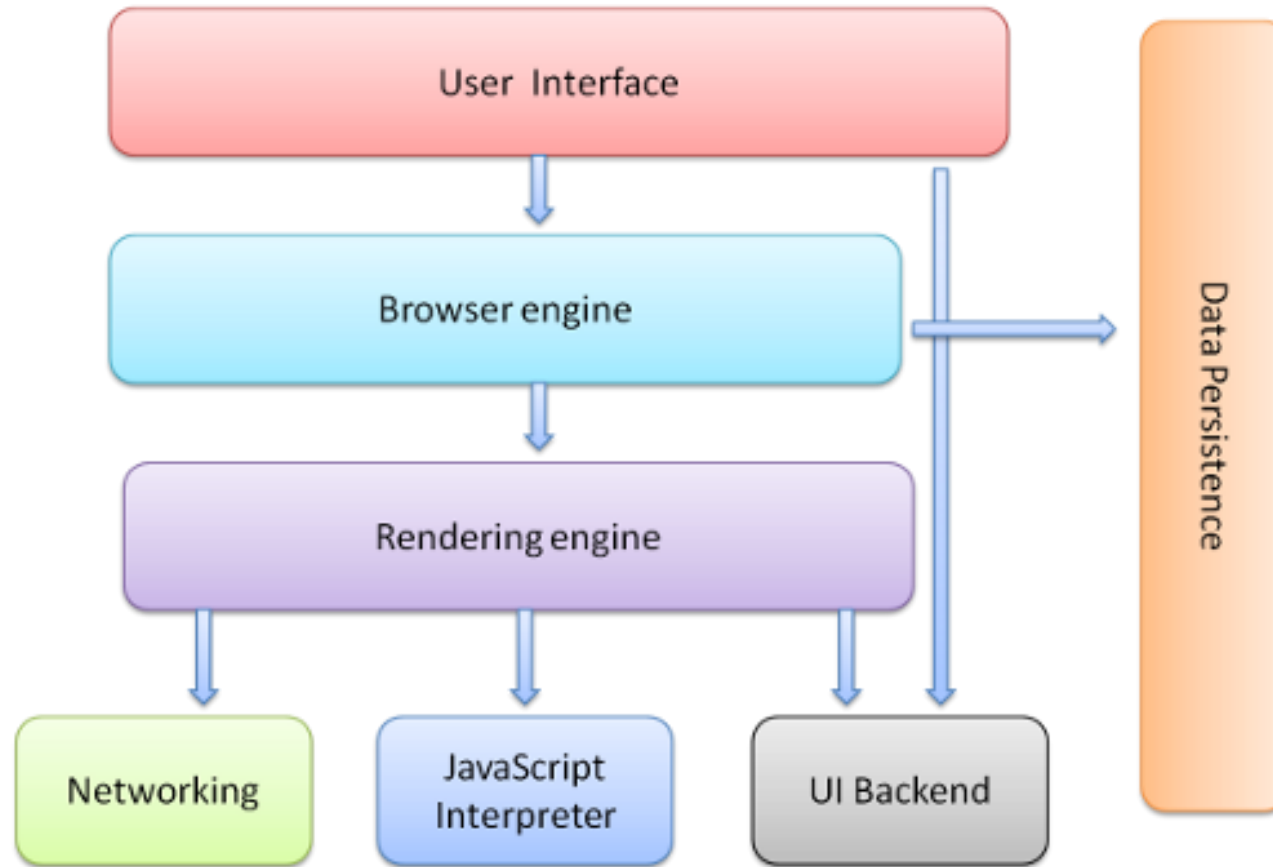 User Interface
Browser engine
Data Persistence
Rendering engine
Networking
JavaScript
Interpreter
UI Backend